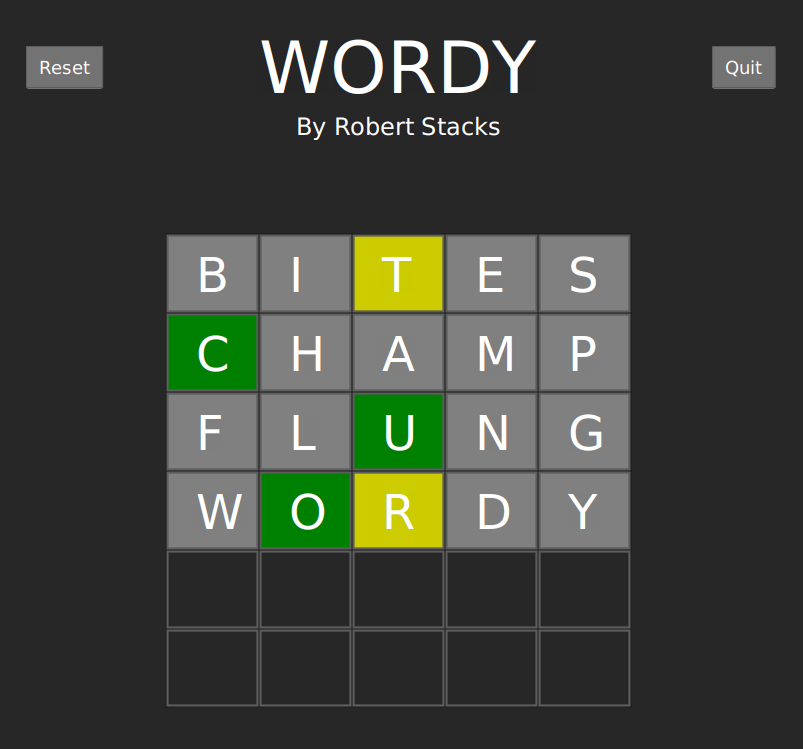 WORDY
Reset
Quit
By Robert Stacks
B I T E S
C H A M P
F L U N G
W O R D Y